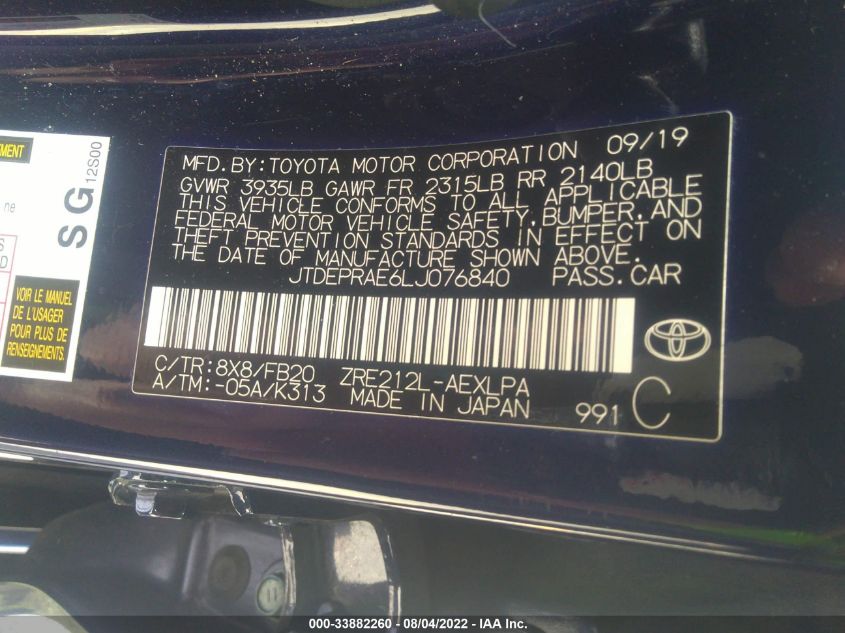 EMENT
SG
12S00
ne
S
D
VOIR LE MANUEL
DE L'USAGER
POUR PLUS DE
RENSEIGNEMENTS.
MFD.BY:TOYOTA MOTOR CORPORATION 09/19
GVWR 3935LB GAWR FR 2315LB RR 2140LB
THIS VEHICLE CONFORMS TO ALL APPLICABLE
FEDERAL MOTOR VEHICLE SAFETY,BUMPER,AND
THEFT PREVENTION STANDARDS IN EFFECT ON
THE DATE OF MANUFACTURE SHOWN ABOVE.
JTDEPRAE6LJ076840 PASS.CAR
C/TR:8X8/FB20 ZRE212L-AEXLPA
A/TM:-05A/K313 MADE IN JAPAN 991 C
000-33882260 - 08/04/2022 - IAA Inc.